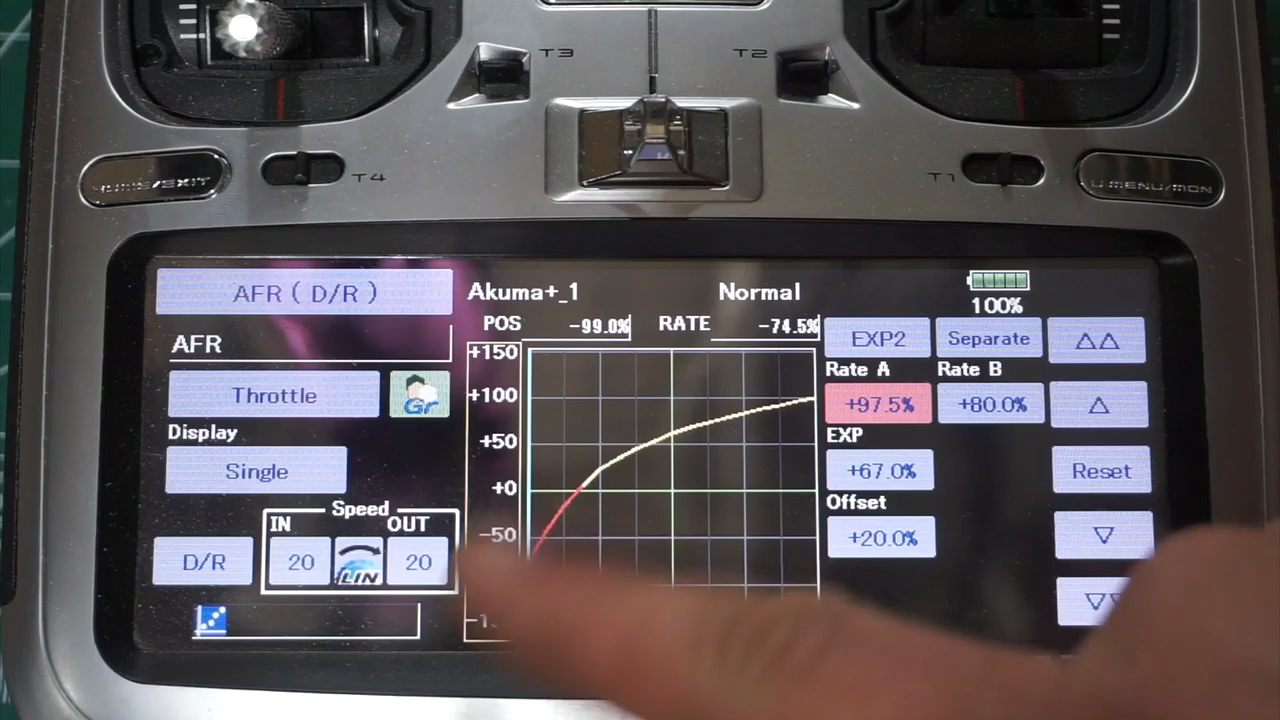 T3 T2
HOME/EXIT T4 T1 U.MENU/MON
AFR ( D/R ) Akuma+_1 Normal
100%
POS -99.0% RATE -74.5%
AFR
+150 EXP2 Separate
Rate A Rate B
Throttle Gr +100 +97.5% +80.0%
Display +50 EXP
Single +67.0% Reset
+0 Offset
Speed
IN OUT -50
D/R 20 LIN 20 +20.0%